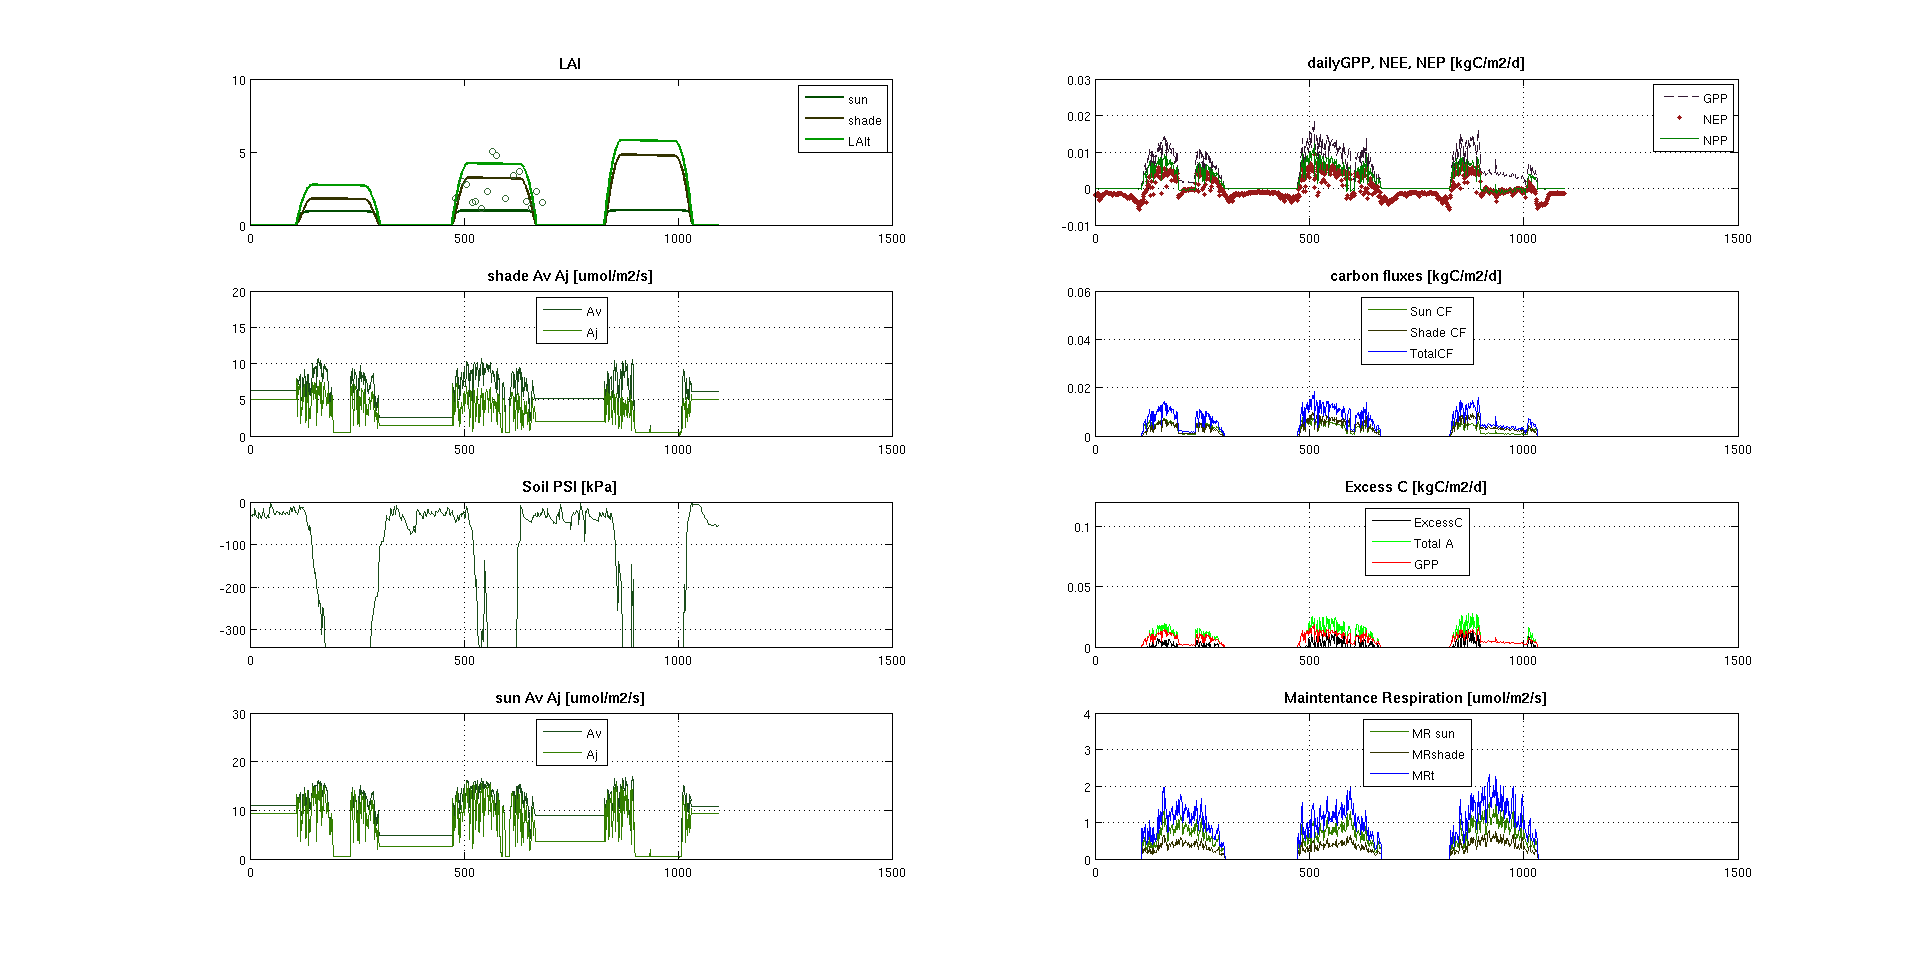 LAI
10
5
0
0
500
1000
1500
sun
shade
LAIt
dailyGPP, NEE, NEP [kgC/m2/d]
0.03
0.02
0.01
0
-0.01
0
500
1000
1500
GPP
NEP
NPP
shade Av Aj [umol/m2/s]
20
15
10
5
0
0
500
1000
1500
Av
Aj
carbon fluxes [kgC/m2/d]
0.06
0.04
0.02
0
0
500
1000
1500
Sun CF
Shade CF
TotalCF
Soil PSI [kPa]
0
-100
-200
-300
0
500
1000
1500
Excess C [kgC/m2/d]
0.1
0.05
0
0
500
1000
1500
ExcessC
Total A
GPP
sun Av Aj [umol/m2/s]
30
20
10
0
0
500
1000
1500
Av
Aj
Maintentance Respiration [umol/m2/s]
4
3
2
1
0
0
500
1000
1500
MR sun
MRshade
MRt